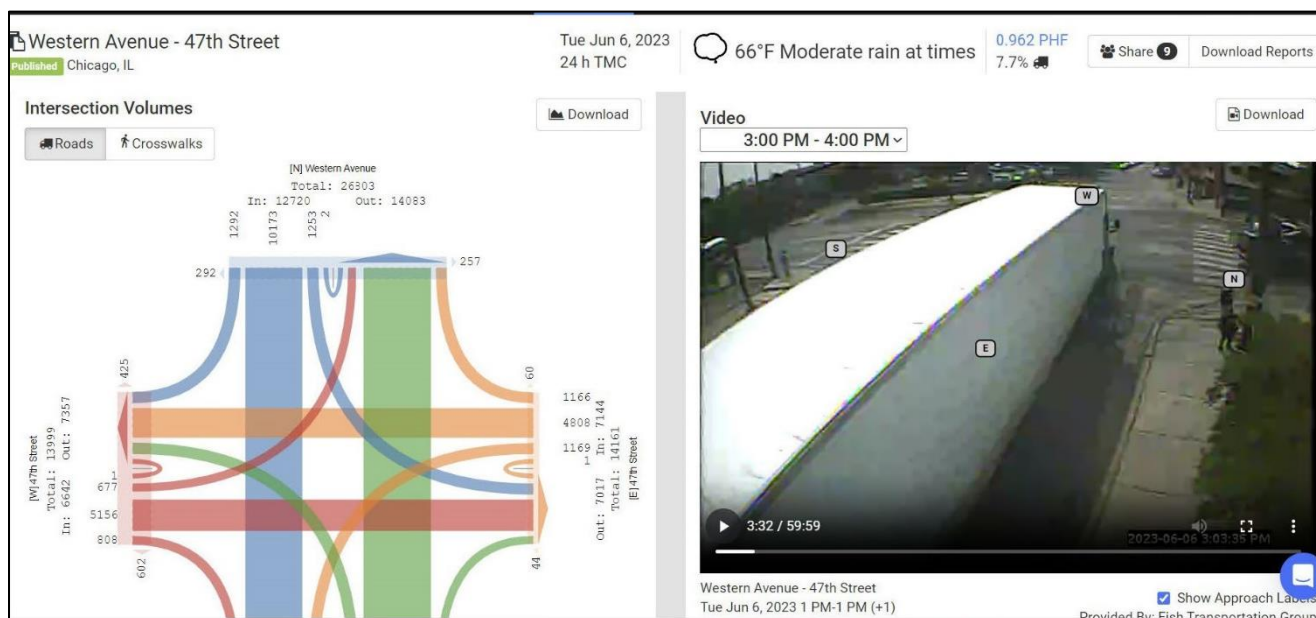 Western Avenue - 47th Street
Published Chicago, IL
Tue Jun 6, 2023
24 h TMC
66°F Moderate rain at times
0.962 PHF
7.7%
Share 9
Download Reports
Intersection Volumes
Download
Roads
Crosswalks
[N] Western Avenue
Total: 26803
In: 12720 Out: 14083
1292
10173
1253
2
292
257
425
60
[W] 47th Street
Total: 13999
In: 6642 Out: 7357
1
677
5156
808
602
1166
4808
1169
1
Out: 7017 In: 7144
Total: 14161
[E] 47th Street
44
Video
Download
3:00 PM - 4:00 PM
W
S
N
E
3:32 / 59:59
2023-06-06 3:03:35 PM
Western Avenue - 47th Street
Tue Jun 6, 2023 1 PM-1 PM (+1)
Show Approach Labels
Provided By: Fish Transportation Group